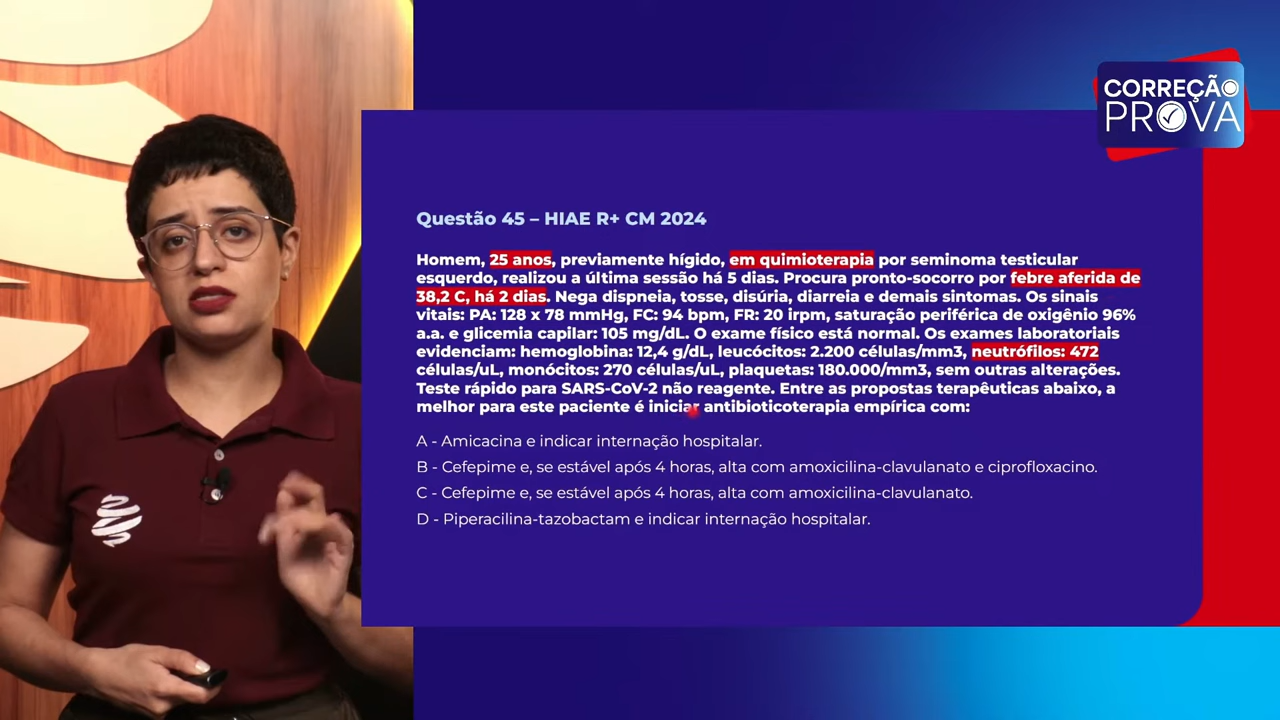 CORREÇÃO
PROVA
Questão 45 – HIAE R+ CM 2024
Homem, 25 anos, previamente hígido, em quimioterapia por seminoma testicular
esquerdo, realizou a última sessão há 5 dias. Procura pronto-socorro por febre aferida de
38,2 C, há 2 dias. Nega dispneia, tosse, disúria, diarreia e demais sintomas. Os sinais
vitais: PA: 128 x 78 mmHg, FC: 94 bpm, FR: 20 irpm, saturação periférica de oxigênio 96%
a.a. e glicemia capilar: 105 mg/dL. O exame físico está normal. Os exames laboratoriais
evidenciam: hemoglobina: 12,4 g/dL, leucócitos: 2.200 células/mm3, neutrófilos: 472
células/uL, monócitos: 270 células/uL, plaquetas: 180.000/mm3, sem outras alterações.
Teste rápido para SARS-CoV-2 não reagente. Entre as propostas terapêuticas abaixo, a
melhor para este paciente é iniciar antibioticoterapia empírica com:
A - Amicacina e indicar internação hospitalar.
B - Cefepime e, se estável após 4 horas, alta com amoxicilina-clavulanato e ciprofloxacino.
C - Cefepime e, se estável após 4 horas, alta com amoxicilina-clavulanato.
D - Piperacilina-tazobactam e indicar internação hospitalar.